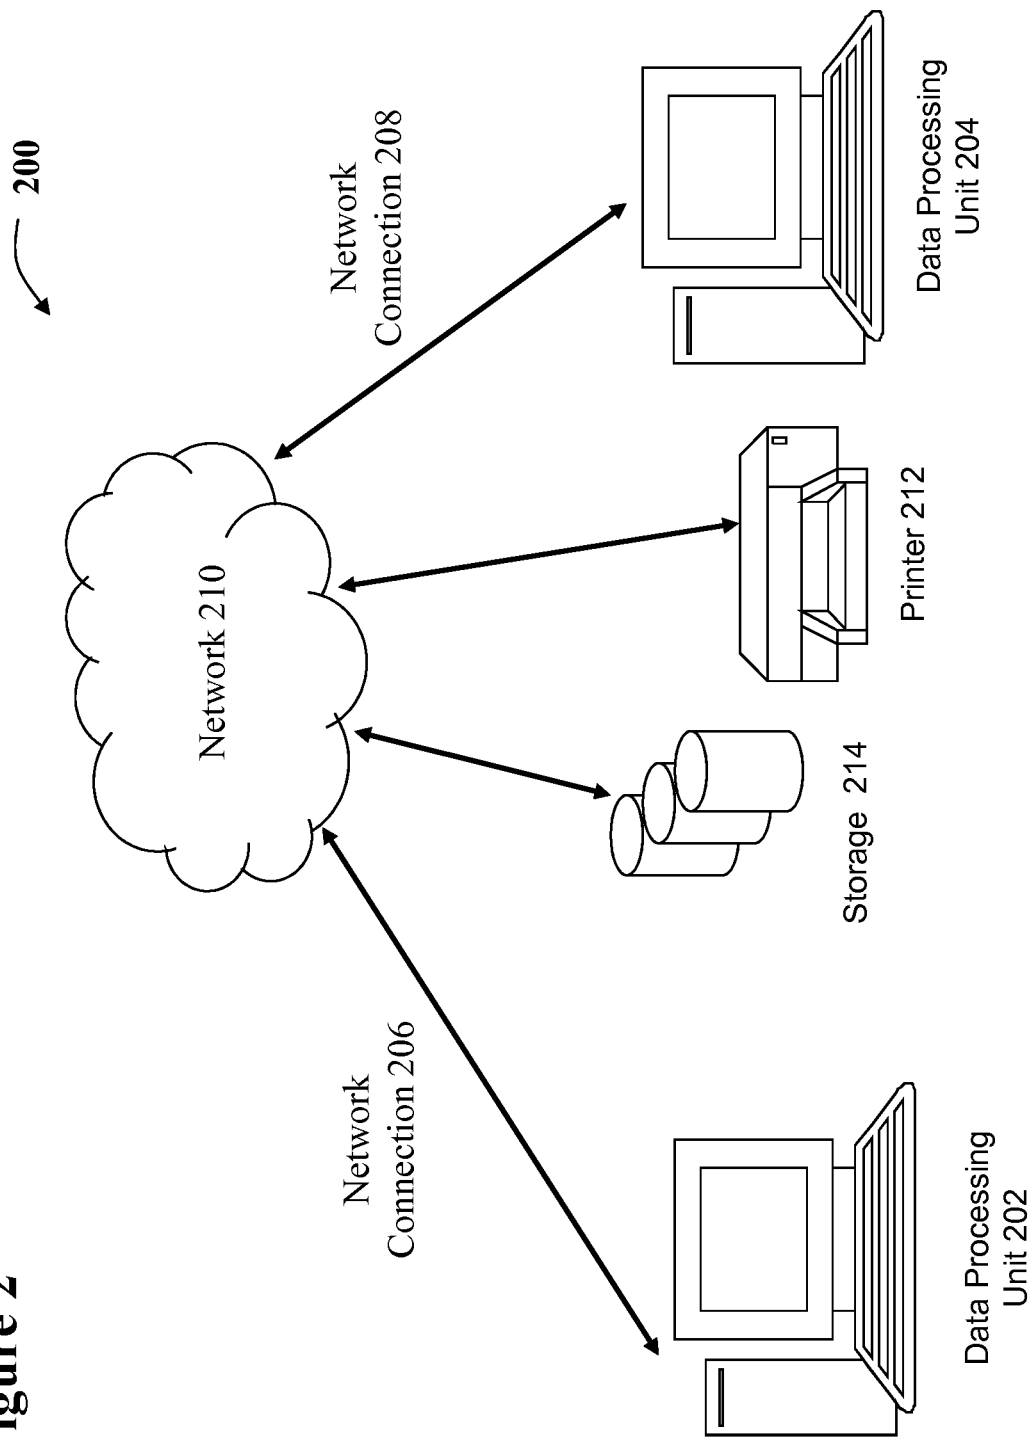 igure 2
200
Network 210
Network
Connection 208
Network
Connection 206
Storage 214
Printer 212
Data Processing
Unit 204
Data Processing
Unit 202